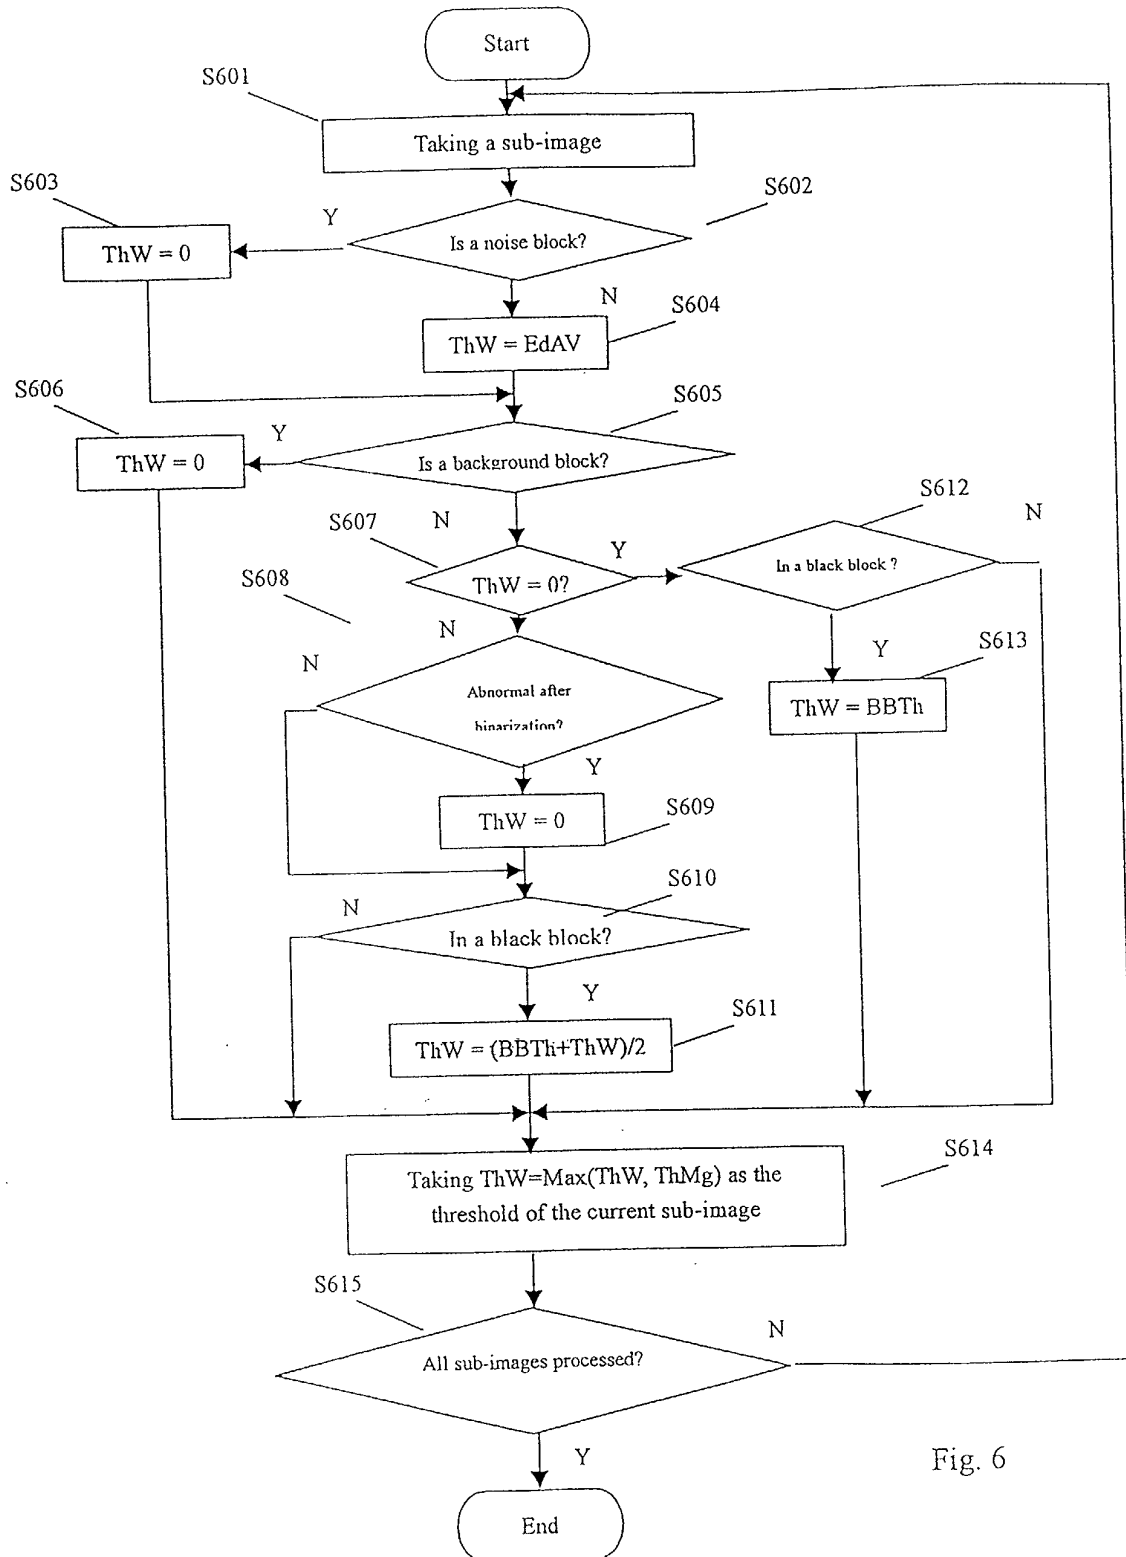 Start
S601
Taking a sub-image
S603
S602
Y
Is a noise block?
ThW = 0
N
S604
ThW = EdAV
S606
S605
Y
Is a background block?
ThW = 0
S612
N
S607
N
Y
In a black block ?
ThW = 0?
S608
N
Y
S613
N
Abnormal after
binarization?
ThW = BBTh
Y
S609
ThW = 0
S610
N
In a black block?
Y
S611
ThW = (BBTh+ThW)/2
S614
Taking ThW=Max(ThW, ThMg) as the
threshold of the current sub-image
S615
N
All sub-images processed?
Y
Fig. 6
End